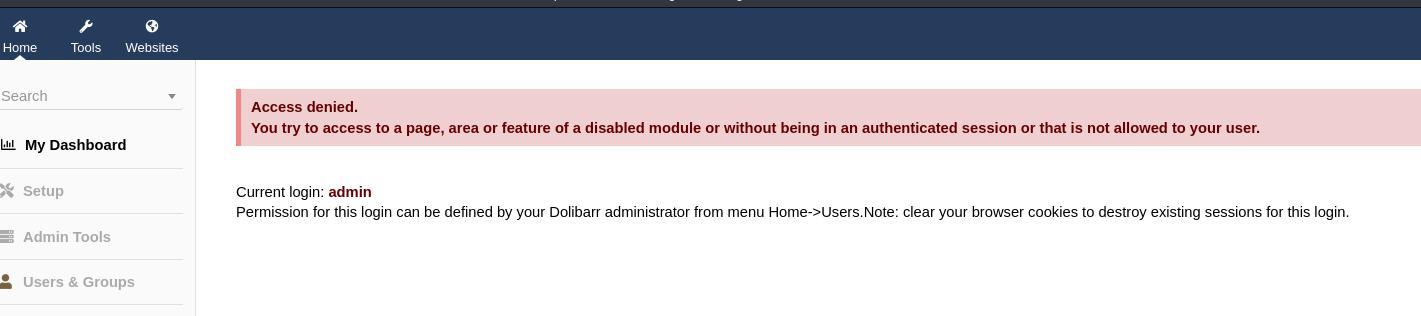 Home Tools Websites
Search
Access denied.
You try to access to a page, area or feature of a disabled module or without being in an authenticated session or that is not allowed to your user.
My Dashboard
Setup
Current login: admin
Permission for this login can be defined by your Dolibarr administrator from menu Home->Users.Note: clear your browser cookies to destroy existing sessions for this login.
Admin Tools
Users & Groups